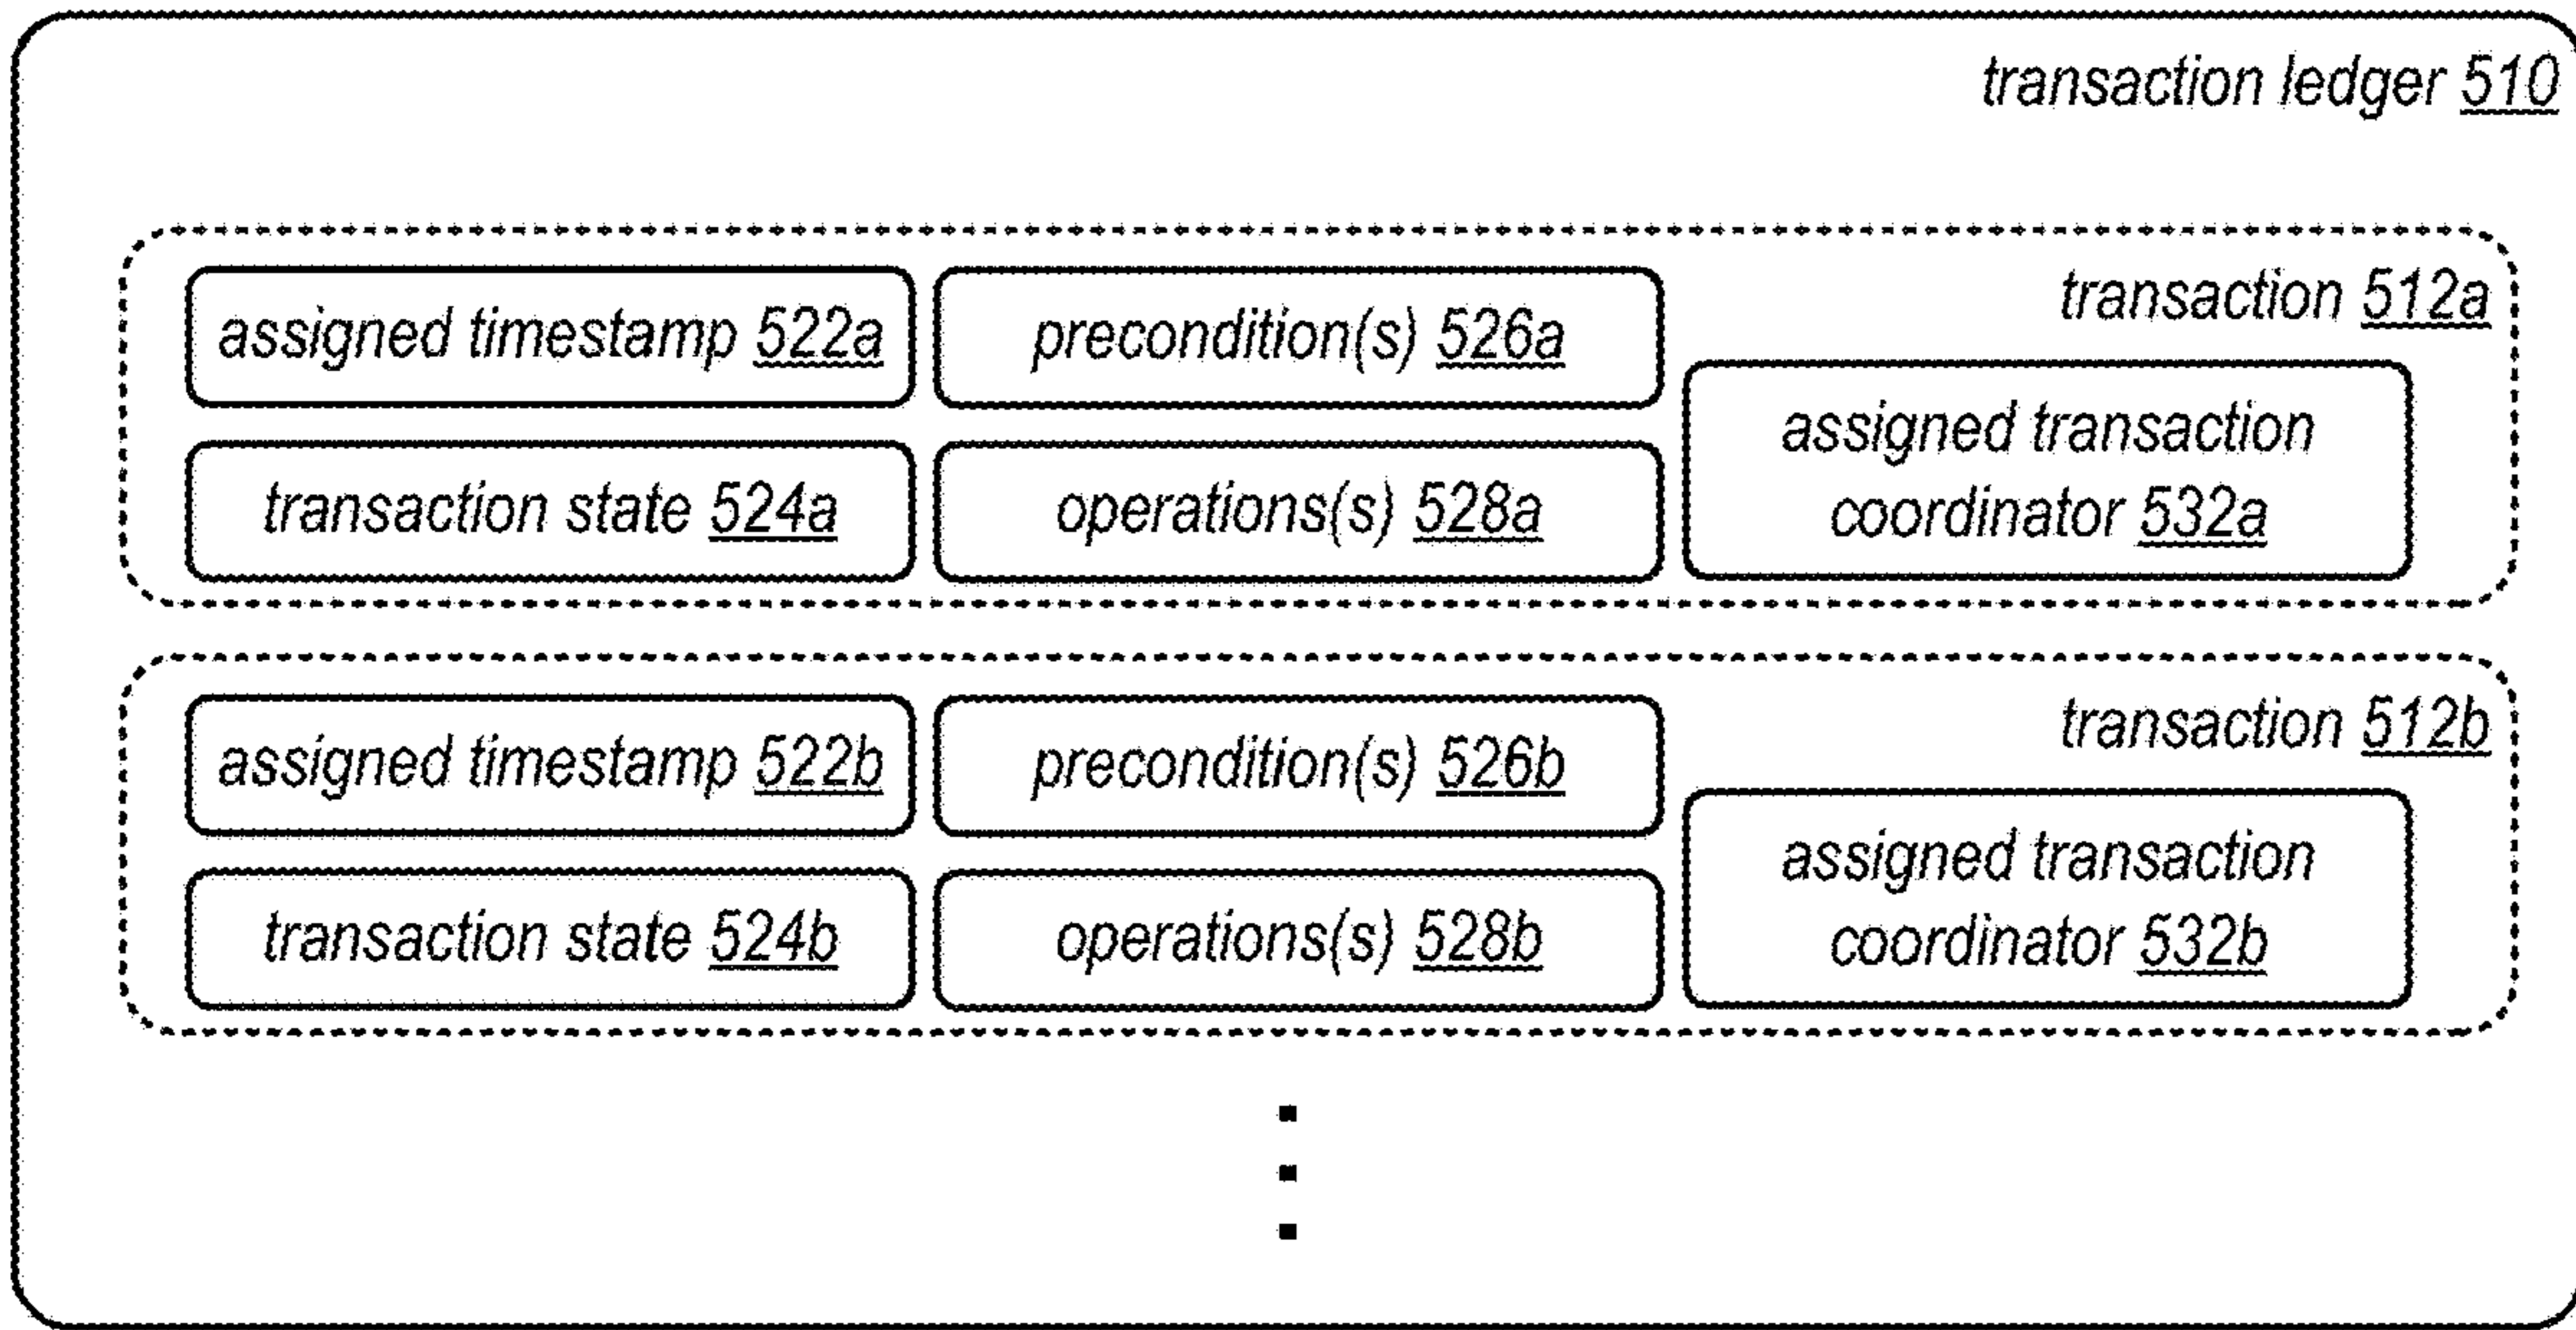 transaction ledger 510
transaction 512a
assigned timestamp 522a
precondition(s) 526a
transaction state 524a
operations(s) 528a
assigned transaction
coordinator 532a
transaction 512b
assigned timestamp 522b
precondition(s) 526b
transaction state 524b
operations(s) 528b
assigned transaction
coordinator 532b